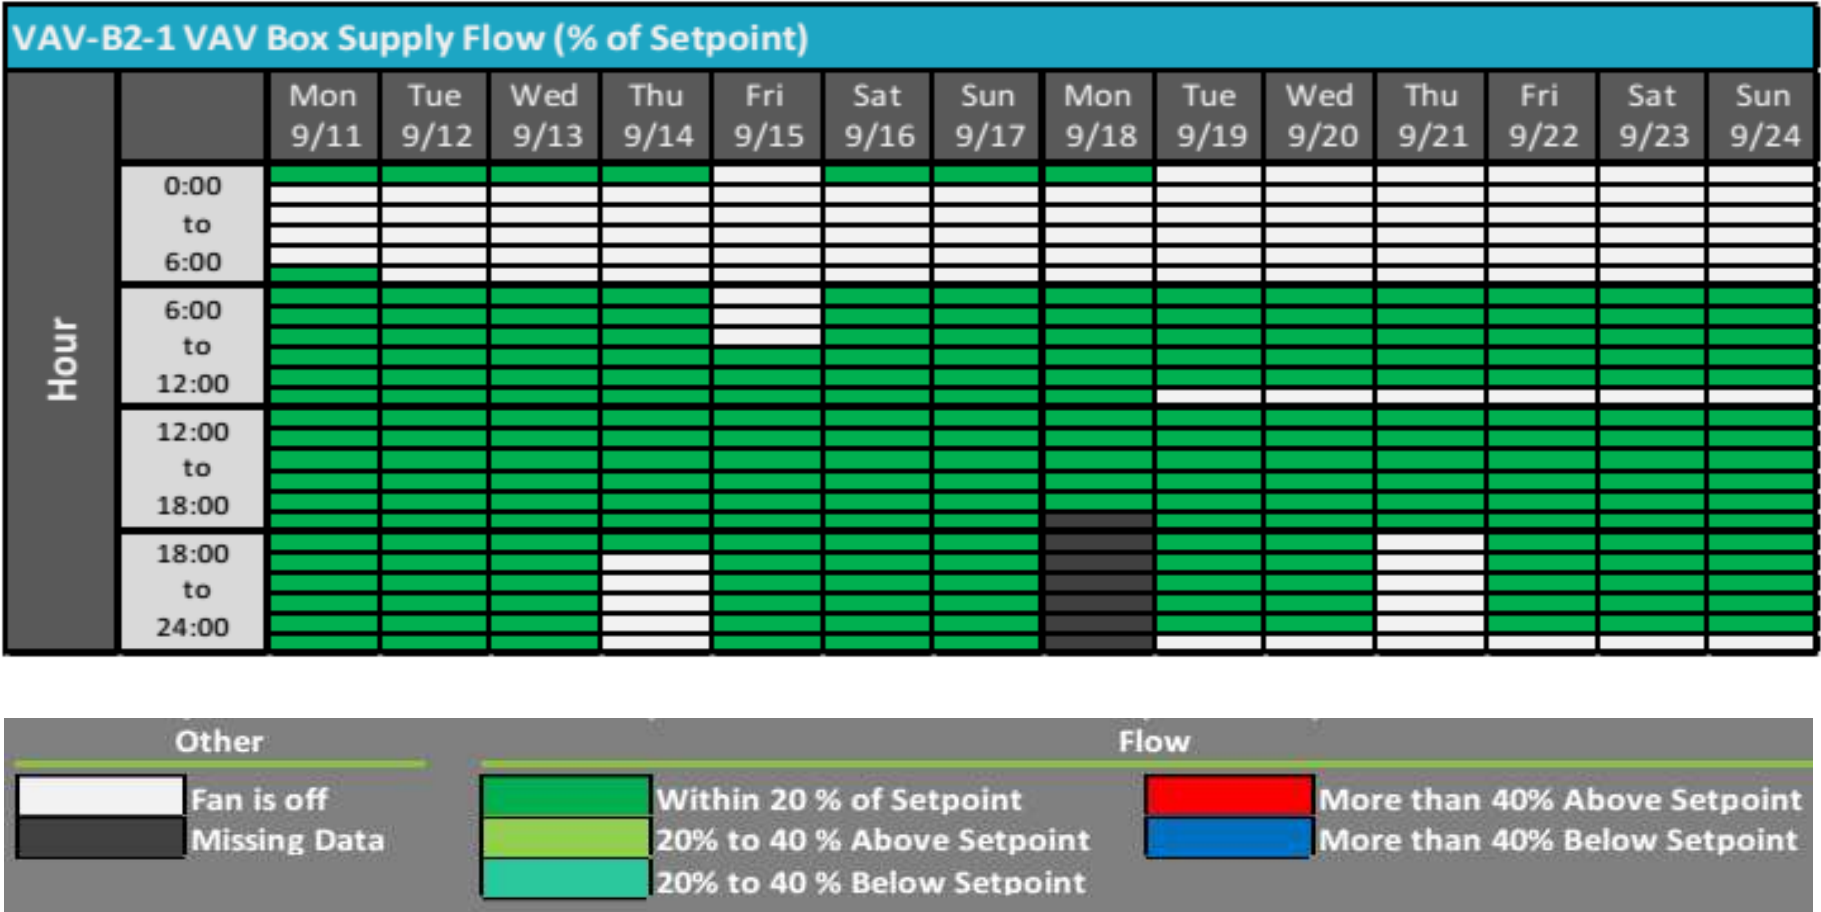 VAV-B2-1 VAV Box Supply Flow (% of Setpoint)
Mon Tue Wed Thu Fri Sat Sun Mon Tue Wed Thu Fri Sat Sun
9/11 9/12 9/13 9/14 9/15 9/16 9/17 9/18 9/19 9/20 9/21 9/22 9/23 9/24
Hour
0:00
to
6:00
6:00
to
12:00
12:00
to
18:00
18:00
to
24:00
Other Flow
Fan is off Within 20 % of Setpoint More than 40% Above Setpoint
Missing Data 20% to 40 % Above Setpoint More than 40% Below Setpoint
20% to 40 % Below Setpoint